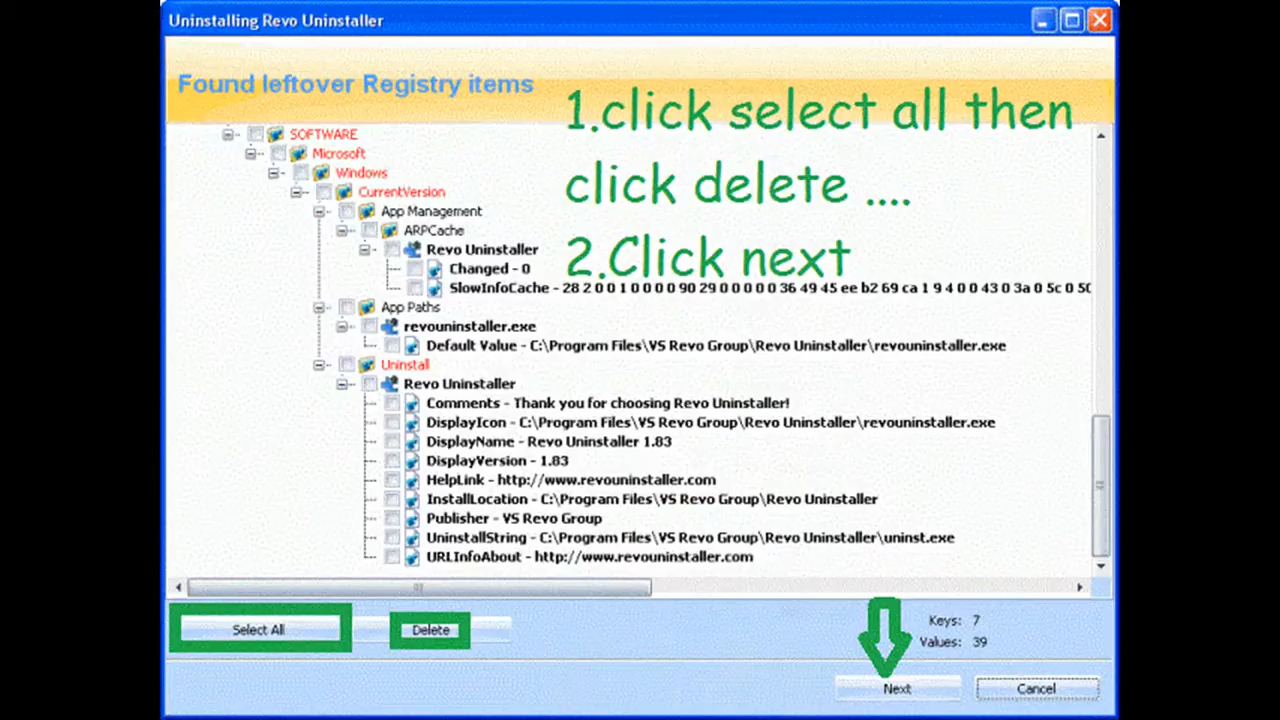 Uninstalling Revo Uninstaller
Found leftover Registry items
1.click select all then
click delete ....
2.Click next
SOFTWARE
Microsoft
Windows
CurrentVersion
App Management
ARPCache
Revo Uninstaller
Changed - 0
SlowInfoCache - 28 2 0 0 1 0 0 0 0 90 29 0 0 0 0 0 36 49 45 ee b2 69 ca 1 9 4 0 0 43 0 3a 0 5c 0 50
App Paths
revouninstaller.exe
Default Value - C:\Program Files\VS Revo Group\Revo Uninstaller\revouninstaller.exe
Uninstall
Revo Uninstaller
Comments - Thank you for choosing Revo Uninstaller!
DisplayIcon - C:\Program Files\VS Revo Group\Revo Uninstaller\revouninstaller.exe
DisplayName - Revo Uninstaller 1.83
DisplayVersion - 1.83
HelpLink - http://www.revouninstaller.com
InstallLocation - C:\Program Files\VS Revo Group\Revo Uninstaller
Publisher - VS Revo Group
UninstallString - C:\Program Files\VS Revo Group\Revo Uninstaller\uninst.exe
URLInfoAbout - http://www.revouninstaller.com
Select All
Delete
Keys: 7
Values: 39
Next
Cancel